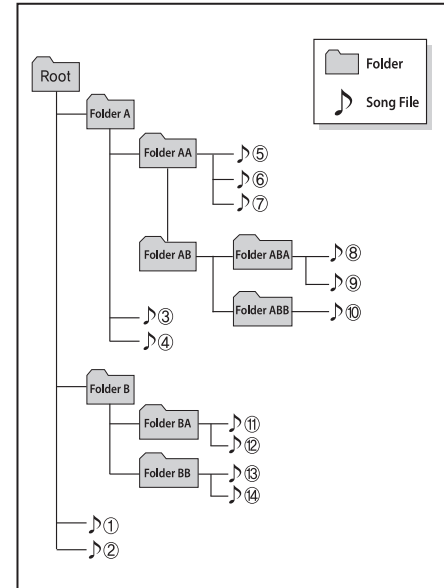 Root
Folder
Song File
Folder A
Folder AA
♪⑤
♪⑥
♪⑦
Folder AB
Folder ABA
♪⑧
♪⑨
Folder ABB
♪⑩
♪③
♪④
Folder B
Folder BA
♪⑪
♪⑫
Folder BB
♪⑬
♪⑭
♪①
♪②